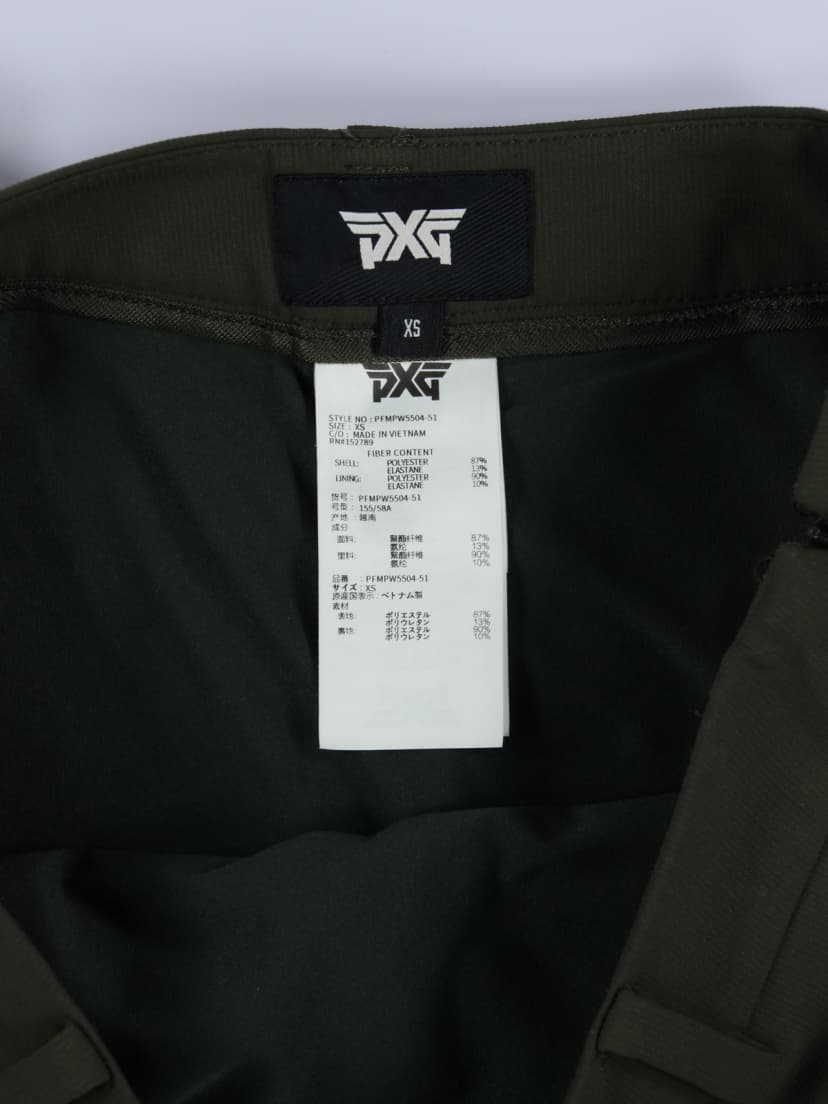 PXG
XS
PXG
STYLE NO : PFMPW5504-51
SIZE : XS
C/O : MADE IN VIETNAM
RN#152789
FIBER CONTENT
SHELL: POLYESTER 87%
ELASTANE 13%
LINING: POLYESTER 90%
ELASTANE 10%
货号 : PFMPW5504-51
号型 : 155/58A
产地 : 越南
成分
面料: 聚酯纤维 87%
氨纶 13%
里料: 聚酯纤维 90%
氨纶 10%
品番 : PFMPW5504-51
サイズ : XS
原産国表示 : ベトナム製
素材
表地: ポリエステル 87%
ポリウレタン 13%
裏地: ポリエステル 90%
ポリウレタン 10%